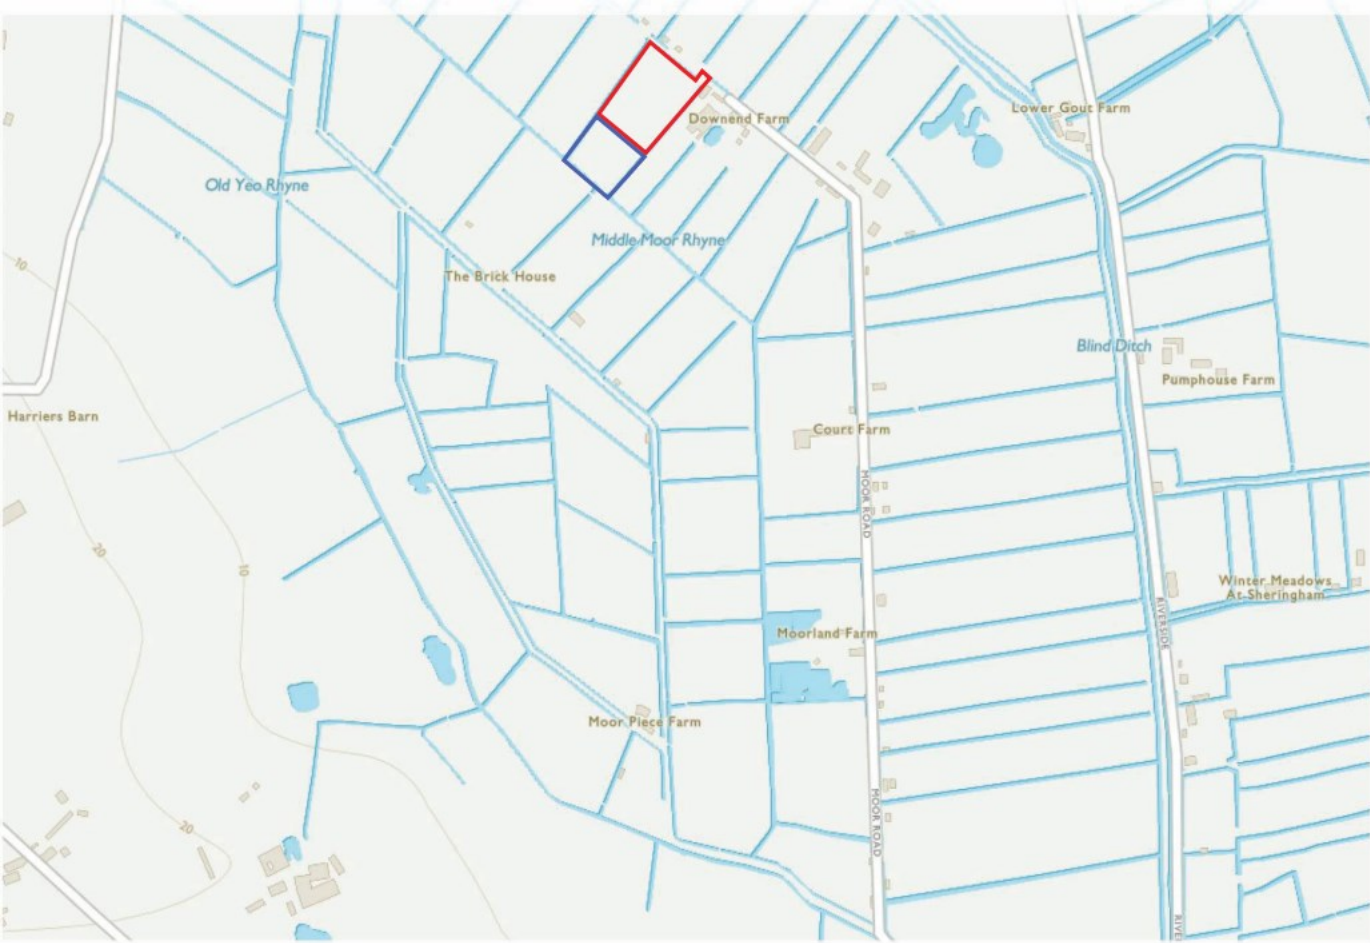 Lower Gout Farm
Downend Farm
Old Yeo Rhyne
Middle Moor Rhyne
10
The Brick House
Blind Ditch
Pumphouse Farm
Harriers Barn
Court Farm
MOOR ROAD
20
10
Winter Meadows
At Sheringham
RIVERSIDE
Moorland Farm
Moor Piece Farm
MOOR ROAD
20
RIVE